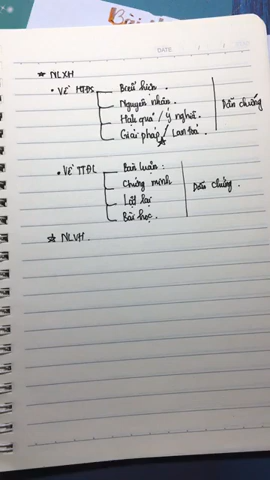 Bài
DATE / /
☆ NLXH
• Về HTĐS
Biểu hiện.
Nguyên nhân.
Hậu quả / ý nghĩa.
Giải pháp / Lan toả.
Dẫn chứng
• Về TTĐL
Bàn luận:
Chứng minh
Lật lại
Bài học.
Dẫn chứng.
☆ NLVH.